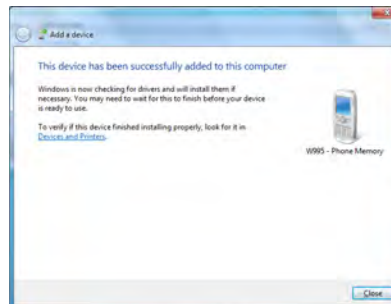 Add a device
This device has been successfully added to this computer
Windows is now checking for drivers and will install them if
necessary. You may need to wait for this to finish before your device
is ready to use.
To verify if this device finished installing properly, look for it in
Devices and Printers.
W995 - Phone Memory
Close